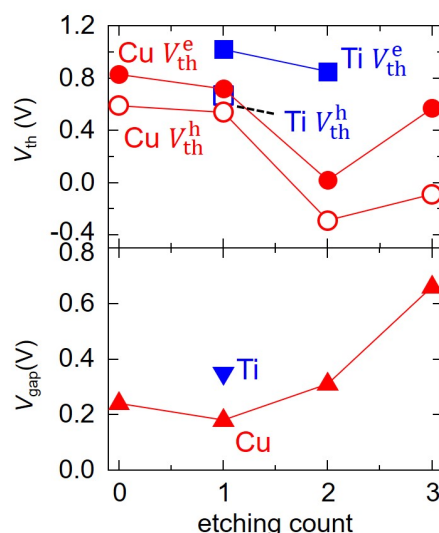 1.2
Cu V_th^e
Ti V_th^e
0.8
V_th (V)
0.4
Cu V_th^h
Ti V_th^h
0.0
-0.4
0.8
0.6
V_gap(V)
0.4
Ti
0.2
Cu
0.0
0 1 2 3
etching count